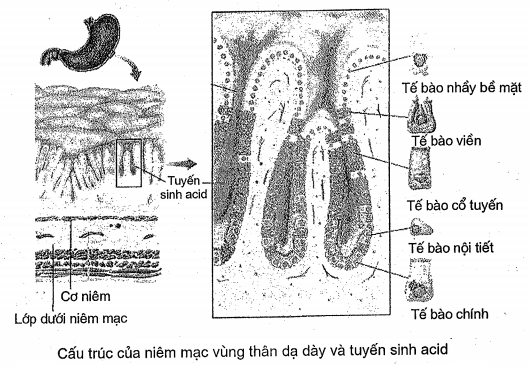 Tế bào nhầy bề mặt
Tế bào viền
Tuyến
sinh acid
Tế bào cổ tuyến
Tế bào nội tiết
Cơ niêm
Lớp dưới niêm mạc
Tế bào chính
Cấu trúc của niêm mạc vùng thân dạ dày và tuyến sinh acid